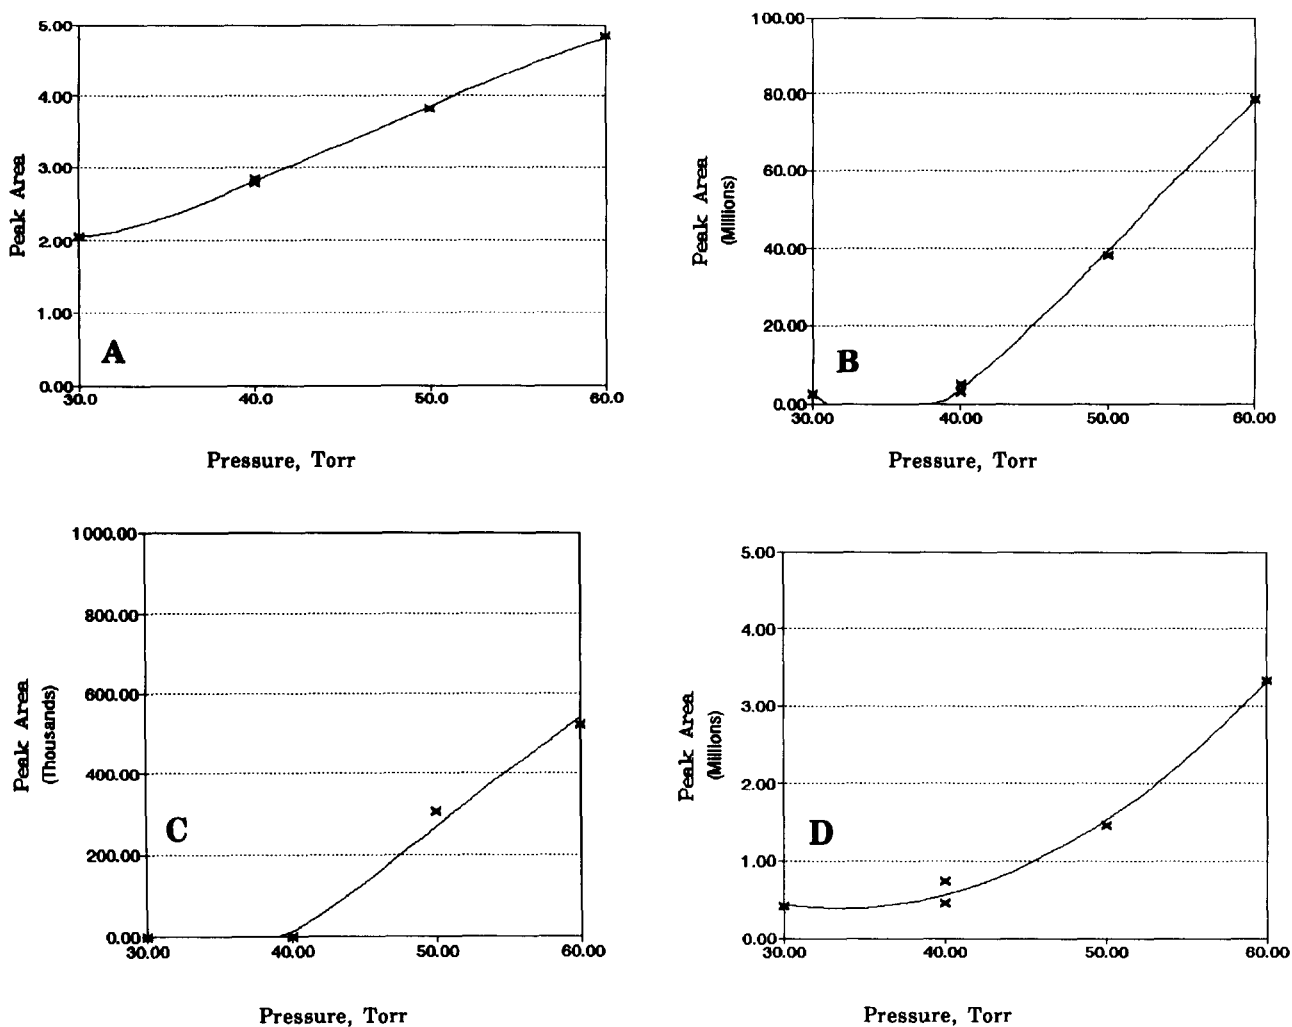 5.00
4.00
3.00
2.00
1.00
0.00
30.0 40.0 50.0 60.0
Peak Area
A
Pressure, Torr
100.00
80.00
60.00
40.00
20.00
0.00
30.00 40.00 50.00 60.00
Peak Area
(Millions)
B
Pressure, Torr
1000.00
800.00
600.00
400.00
200.00
0.00
30.00 40.00 50.00 60.00
Peak Area
(Thousands)
C
Pressure, Torr
5.00
4.00
3.00
2.00
1.00
0.00
30.00 40.00 50.00 60.00
Peak Area
(Millions)
D
Pressure, Torr